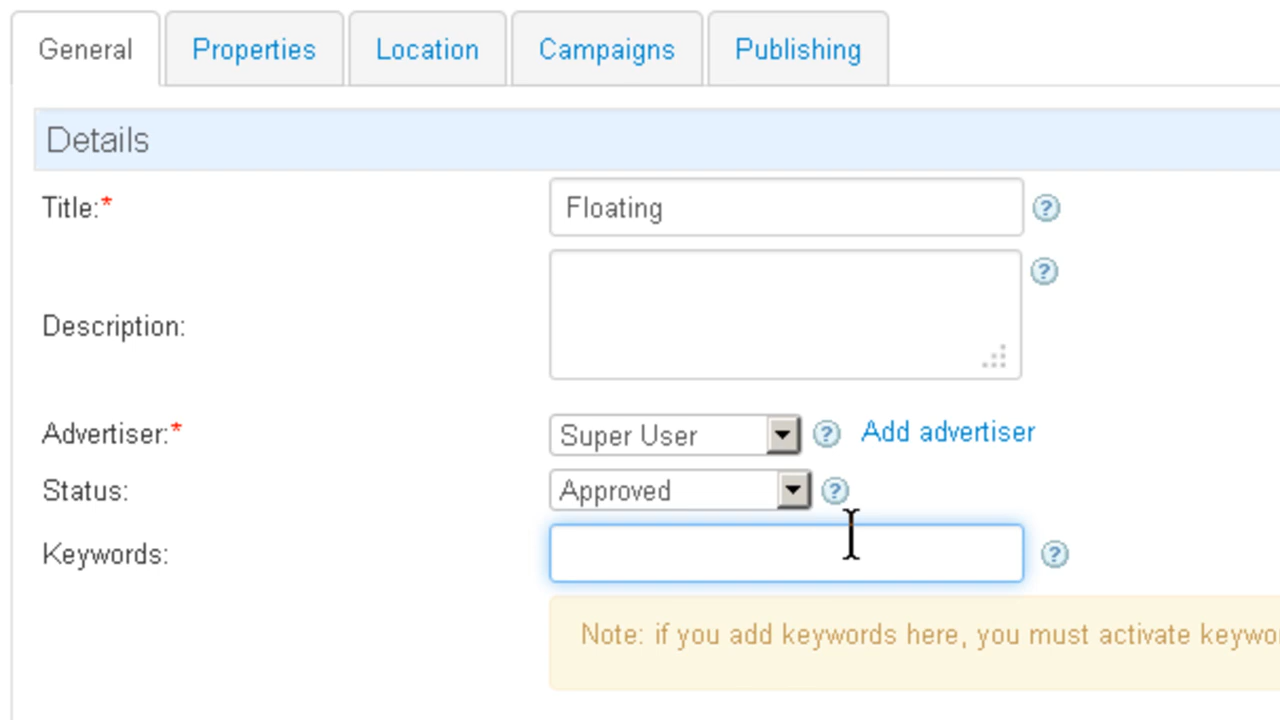 General Properties Location Campaigns Publishing
Details
Title:* Floating
Description:
Advertiser:* Super User Add advertiser
Status: Approved
Keywords:
Note: if you add keywords here, you must activate